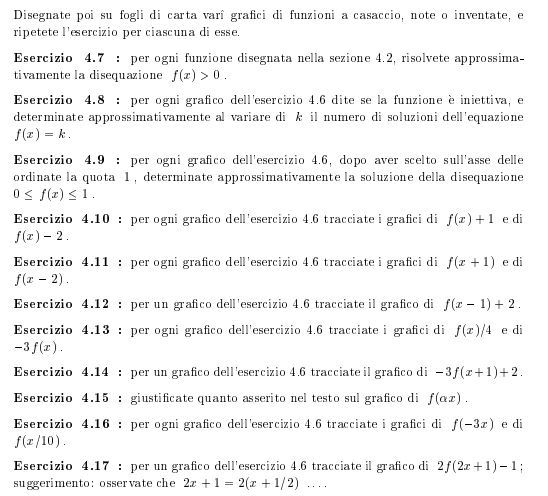 Disegnate poi su fogli di carta varî grafici di funzioni a casaccio, note o inventate, e
ripetete l'esercizio per ciascuna di esse.
Esercizio 4.7 : per ogni funzione disegnata nella sezione 4.2, risolvete approssima-
tivamente la disequazione f(x) > 0 .
Esercizio 4.8 : per ogni grafico dell'esercizio 4.6 dite se la funzione è iniettiva, e
determinate approssimativamente al variare di k il numero di soluzioni dell'equazione
f(x) = k .
Esercizio 4.9 : per ogni grafico dell'esercizio 4.6, dopo aver scelto sull'asse delle
ordinate la quota 1 , determinate approssimativamente la soluzione della disequazione
0 ≤ f(x) ≤ 1 .
Esercizio 4.10 : per ogni grafico dell'esercizio 4.6 tracciate i grafici di f(x) + 1 e di
f(x) − 2 .
Esercizio 4.11 : per ogni grafico dell'esercizio 4.6 tracciate i grafici di f(x + 1) e di
f(x − 2) .
Esercizio 4.12 : per un grafico dell'esercizio 4.6 tracciate il grafico di f(x − 1) + 2 .
Esercizio 4.13 : per ogni grafico dell'esercizio 4.6 tracciate i grafici di f(x)/4 e di
−3f(x) .
Esercizio 4.14 : per un grafico dell'esercizio 4.6 tracciate il grafico di −3f(x+1)+2 .
Esercizio 4.15 : giustificate quanto asserito nel testo sul grafico di f(αx) .
Esercizio 4.16 : per ogni grafico dell'esercizio 4.6 tracciate i grafici di f(−3x) e di
f(x/10) .
Esercizio 4.17 : per un grafico dell'esercizio 4.6 tracciate il grafico di 2f(2x+1)−1 ;
suggerimento: osservate che 2x + 1 = 2(x + 1/2) ....